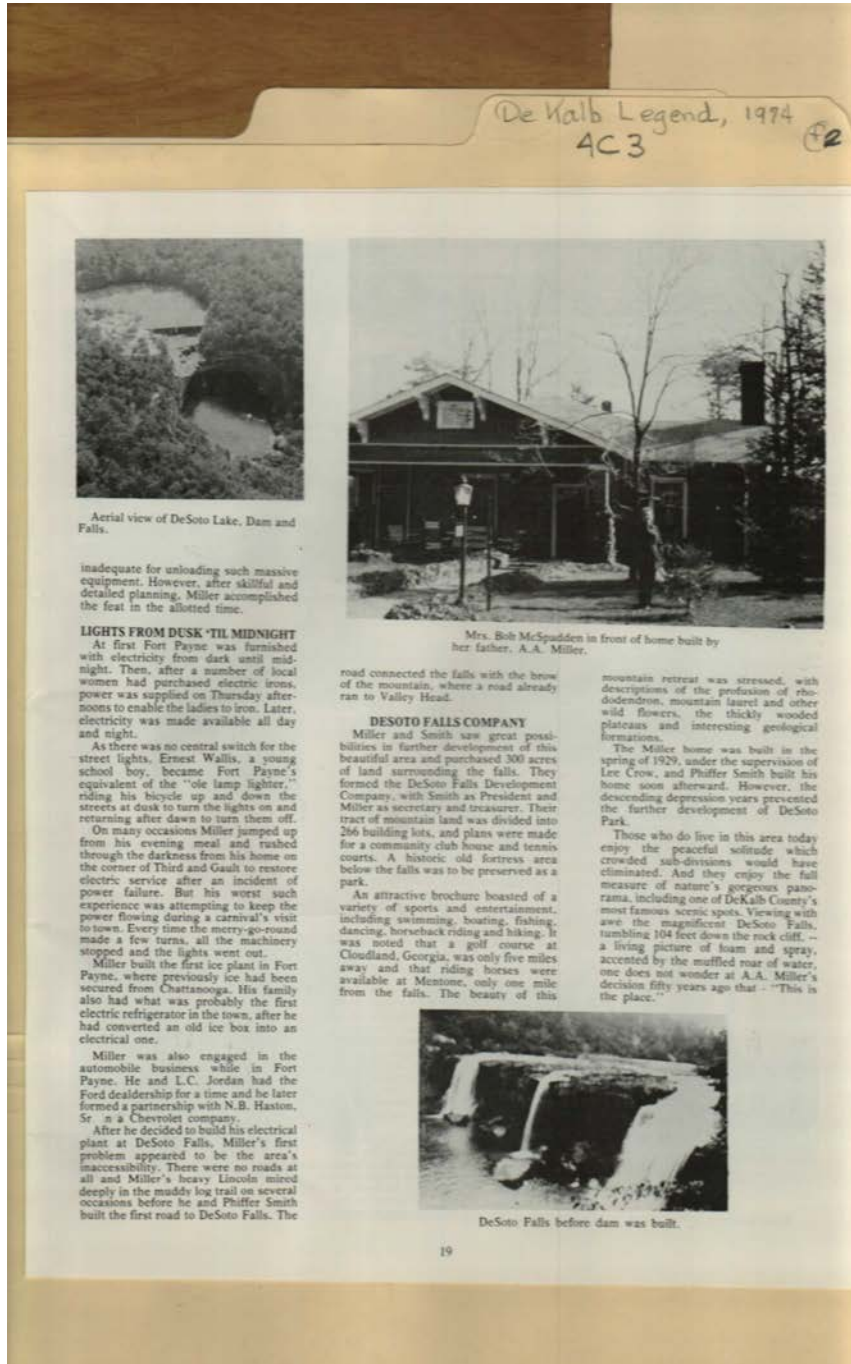 De Kalb Legend, 1974
4C3
p2
Aerial view of DeSoto Lake, Dam and
Falls.
inadequate for unloading such massive
equipment. However, after skillful and
detailed planning, Miller accomplished
the feat in the allotted time.
LIGHTS FROM DUSK 'TIL MIDNIGHT
At first Fort Payne was furnished
with electricity from dark until mid-
night. Then, after a number of local
women had purchased electric irons,
power was supplied on Thursday after-
noons to enable the ladies to iron. Later,
electricity was made available all day
and night.
As there was no central switch for the
street lights, Ernest Wallis, a young
school boy, became Fort Payne's
equivalent of the "ole lamp lighter,"
riding his bicycle up and down the
streets at dusk to turn the lights on and
returning after dawn to turn them off.
On many occasions Miller jumped up
from his evening meal and rushed
through the darkness from his home on
the corner of Third and Gault to restore
electric service after an incident of
power failure. But his worst such
experience was attempting to keep the
power flowing during a carnival's visit
to town. Every time the merry-go-round
made a few turns, all the machinery
stopped and the lights went out.
Miller built the first ice plant in Fort
Payne, where previously ice had been
secured from Chattanooga. His family
also had what was probably the first
electric refrigerator in the town, after he
had converted an old ice box into an
electrical one.
Miller was also engaged in the
automobile business while in Fort
Payne. He and L.C. Jordan had the
Ford dealdership for a time and he later
formed a partnership with N.B. Haston,
Sr n a Chevrolet company.
After he decided to build his electrical
plant at DeSoto Falls, Miller's first
problem appeared to be the area's
inaccessibility. There were no roads at
all and Miller's heavy Lincoln mired
deeply in the muddy log trail on several
occasions before he and Phiffer Smith
built the first road to DeSoto Falls. The
Mrs. Bob McSpudden in front of home built by
her father, A.A. Miller.
road connected the falls with the brow
of the mountain, where a road already
ran to Valley Head.
DESOTO FALLS COMPANY
Miller and Smith saw great possi-
bilities in further development of this
beautiful area and purchased 300 acres
of land surrounding the falls. They
formed the DeSoto Falls Development
Company, with Smith as President and
Miller as secretary and treasurer. Their
tract of mountain land was divided into
266 building lots, and plans were made
for a community club house and tennis
courts. A historic old fortress area
below the falls was to be preserved as a
park.
An attractive brochure boasted of a
variety of sports and entertainment,
including swimming, boating, fishing,
dancing, horseback riding and hiking. It
was noted that a golf course at
Cloudland, Georgia, was only five miles
away and that riding horses were
available at Mentone, only one mile
from the falls. The beauty of this
mountain retreat was stressed, with
descriptions of the profusion of rho-
dodendron, mountain laurel and other
wild flowers, the thickly wooded
plateaus and interesting geological
formations.
The Miller home was built in the
spring of 1929, under the supervision of
Lee Crow, and Phiffer Smith built his
home soon afterward. However, the
descending depression years prevented
the further development of DeSoto
Park.
Those who do live in this area today
enjoy the peaceful solitude which
crowded sub-divisions would have
eliminated. And they enjoy the full
measure of nature's gorgeous pano-
rama, including one of DeKalb County's
most famous scenic spots. Viewing with
awe the magnificent DeSoto Falls,
tumbling 104 feet down the rock cliff, --
a living picture of foam and spray,
accented by the muffled roar of water,
one does not wonder at A.A. Miller's
decision fifty years ago that - "This is
the place."
DeSoto Falls before dam was built.
19